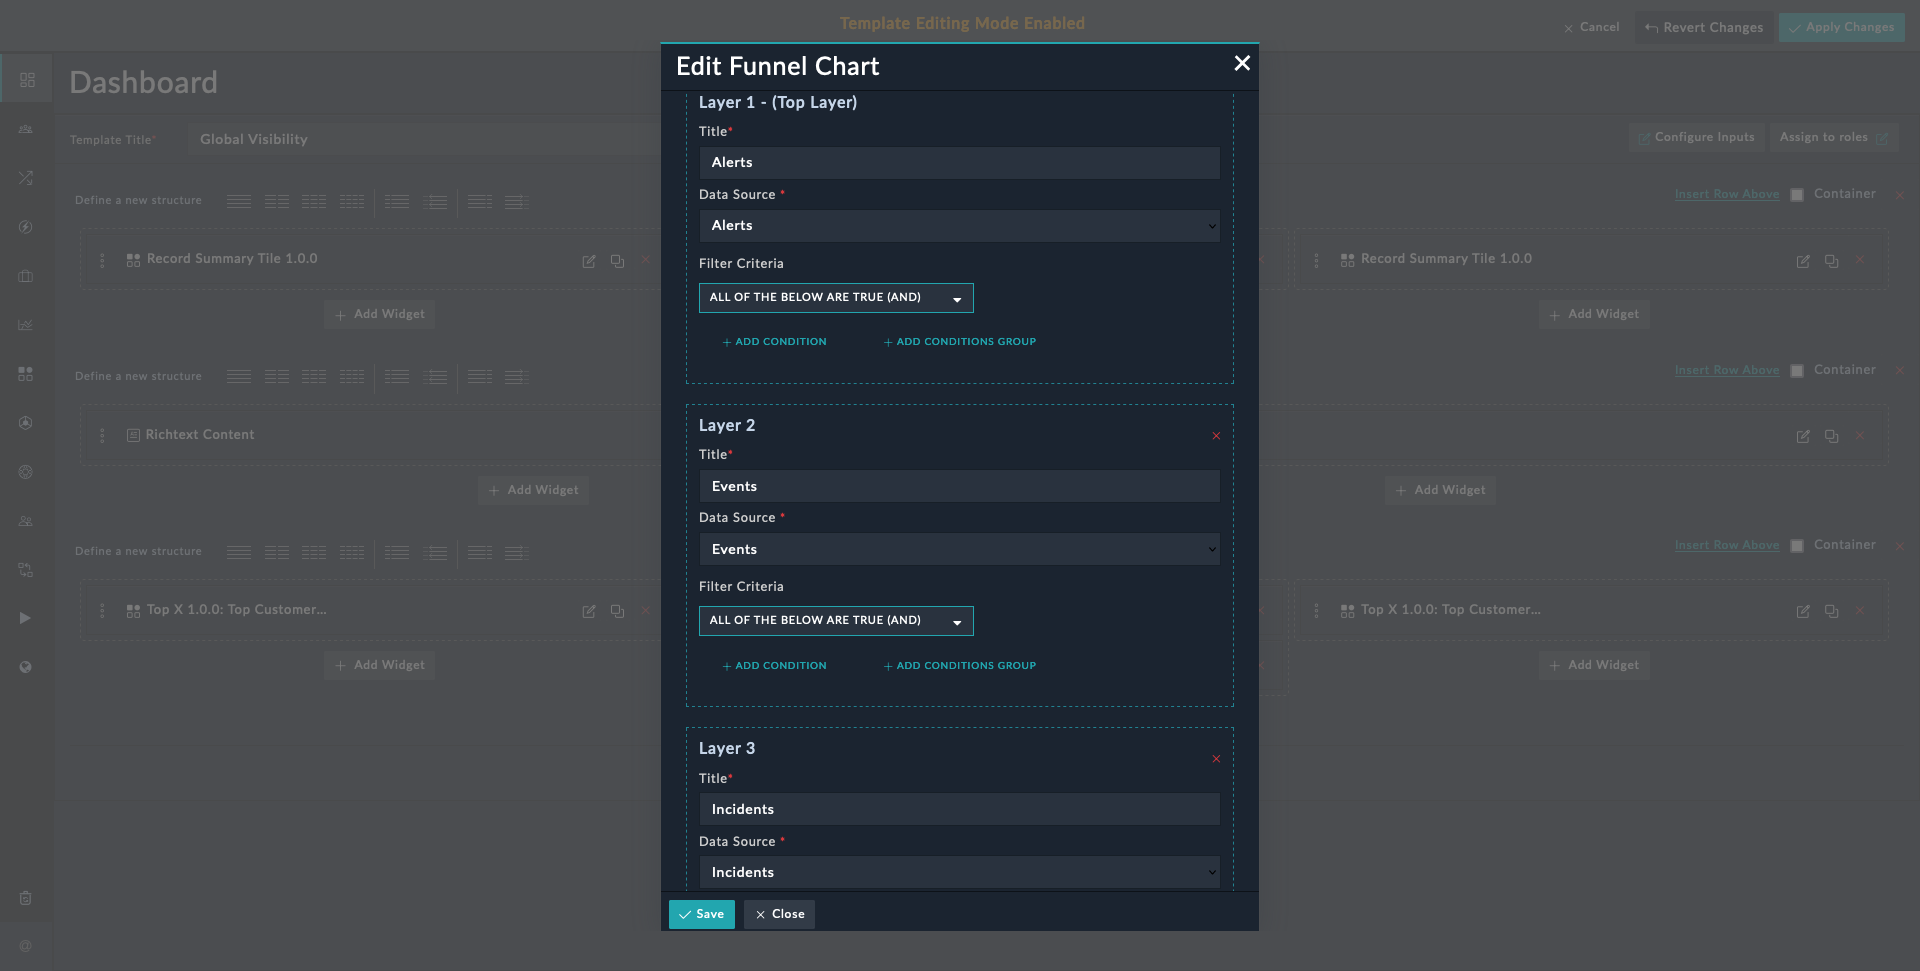 Template Editing Mode Enabled
Cancel
Revert Changes
Apply Changes
Edit Funnel Chart
Dashboard
Template Title*
Global Visibility
Configure Inputs
Assign to roles
Layer 1 - (Top Layer)
Title*
Alerts
Data Source *
Alerts
Filter Criteria
ALL OF THE BELOW ARE TRUE (AND)
ADD CONDITION
ADD CONDITIONS GROUP
Define a new structure
Insert Row Above
Container
Record Summary Tile 1.0.0
Record Summary Tile 1.0.0
Add Widget
Add Widget
Define a new structure
Insert Row Above
Container
Richtext Content
Add Widget
Add Widget
Layer 2
Title*
Events
Data Source *
Events
Filter Criteria
ALL OF THE BELOW ARE TRUE (AND)
ADD CONDITION
ADD CONDITIONS GROUP
Define a new structure
Insert Row Above
Container
Top X 1.0.0: Top Customer...
Top X 1.0.0: Top Customer...
Add Widget
Add Widget
Layer 3
Title*
Incidents
Data Source *
Incidents
Save
Close